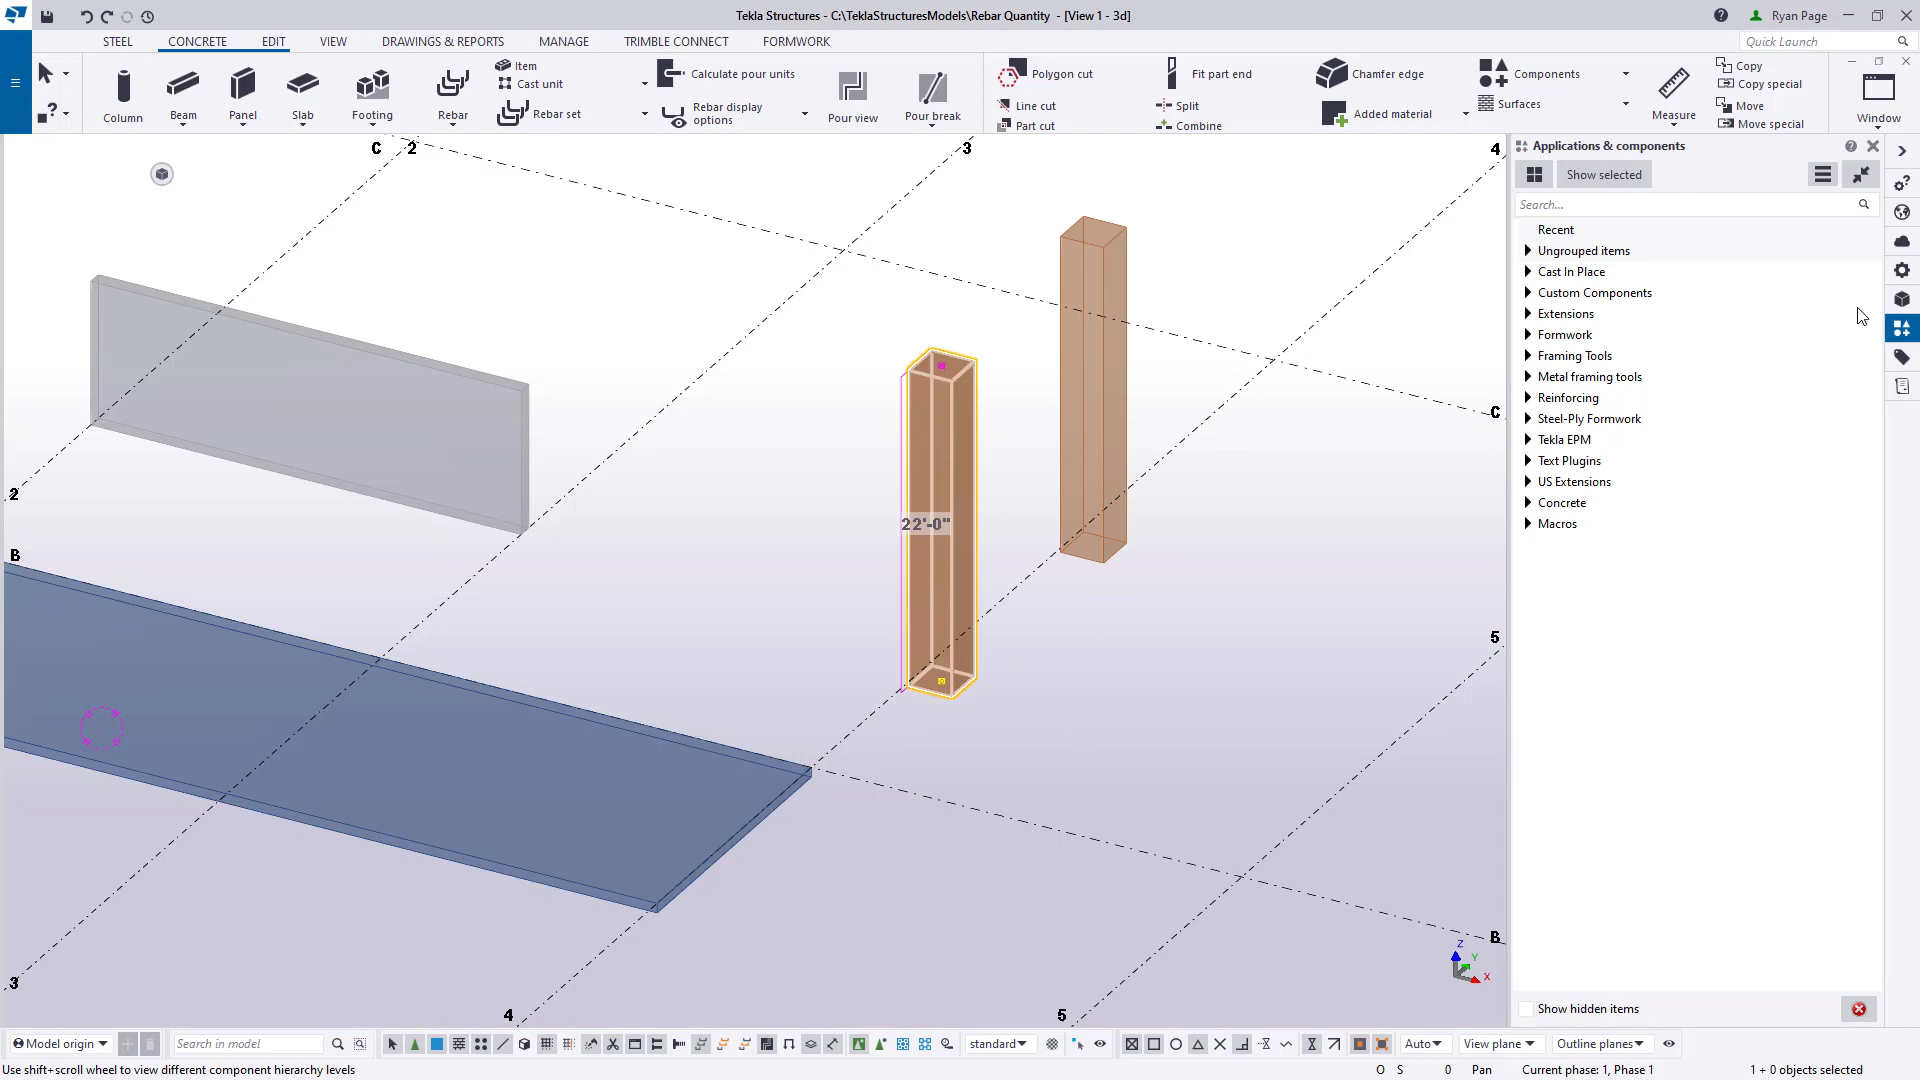 Tekla Structures - C:\TeklaStructuresModels\Rebar Quantity - [View 1 - 3d]
Ryan Page
STEEL CONCRETE EDIT VIEW DRAWINGS & REPORTS MANAGE TRIMBLE CONNECT FORMWORK
Quick Launch
Column
Beam
Panel
Slab
Footing
Rebar
Item
Cast unit
Rebar set
Calculate pour units
Rebar display options
Pour view
Pour break
Polygon cut
Line cut
Part cut
Fit part end
Split
Combine
Chamfer edge
Added material
Components
Surfaces
Measure
Copy
Copy special
Move
Move special
Window
C 2 3 4
2
B
3
4
5
5
C
B
22'-0"
Z
Y
X
Applications & components
Show selected
Search...
Recent
Ungrouped items
Cast In Place
Custom Components
Extensions
Formwork
Framing Tools
Metal framing tools
Reinforcing
Steel-Ply Formwork
Tekla EPM
Text Plugins
US Extensions
Concrete
Macros
Show hidden items
Model origin
Search in model
standard
Auto
View plane
Outline planes
Use shift+scroll wheel to view different component hierarchy levels
O S 0 Pan Current phase: 1, Phase 1 1 + 0 objects selected